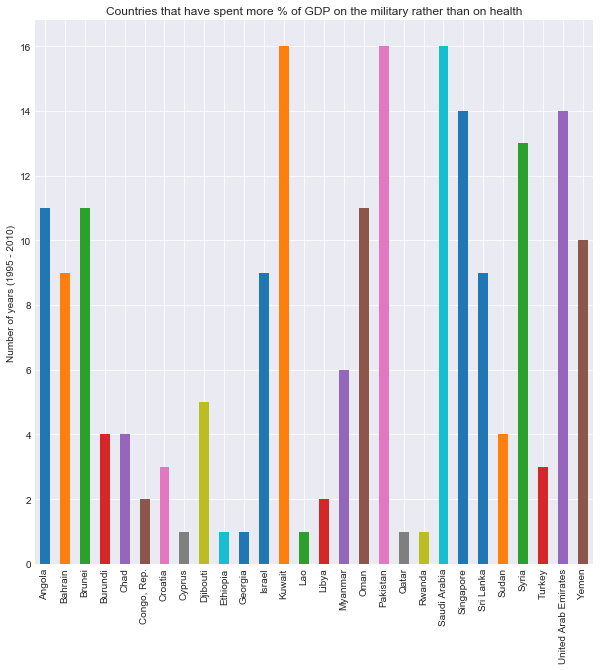 Countries that have spent more % of GDP on the military rather than on health
Number of years (1995 - 2010)
16
14
12
10
8
6
4
2
0
Angola
Bahrain
Brunei
Burundi
Chad
Congo. Rep.
Croatia
Cyprus
Djibouti
Ethiopia
Georgia
Israel
Kuwait
Lao
Libya
Myanmar
Oman
Pakistan
Qatar
Rwanda
Saudi Arabia
Singapore
Sri Lanka
Sudan
Syria
Turkey
United Arab Emirates
Yemen